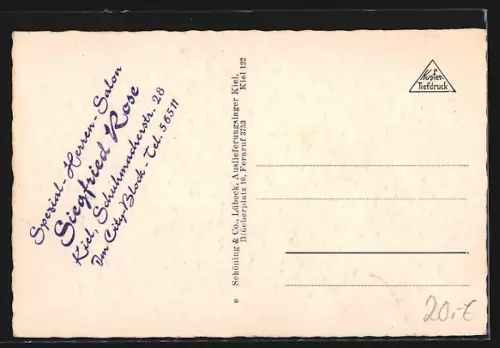 Spezial-Herren-Salon
Siegfried Rose
Kiel, Schuhmacherstr. 28
Im City-Block - Tel. 56511
e Schöning & Co., Lübeck, Auslieferungslager Kiel,
Blücherplatz 10, Fernruf 3753 Kiel 122
Kupfer-
Tiefdruck
20,-€